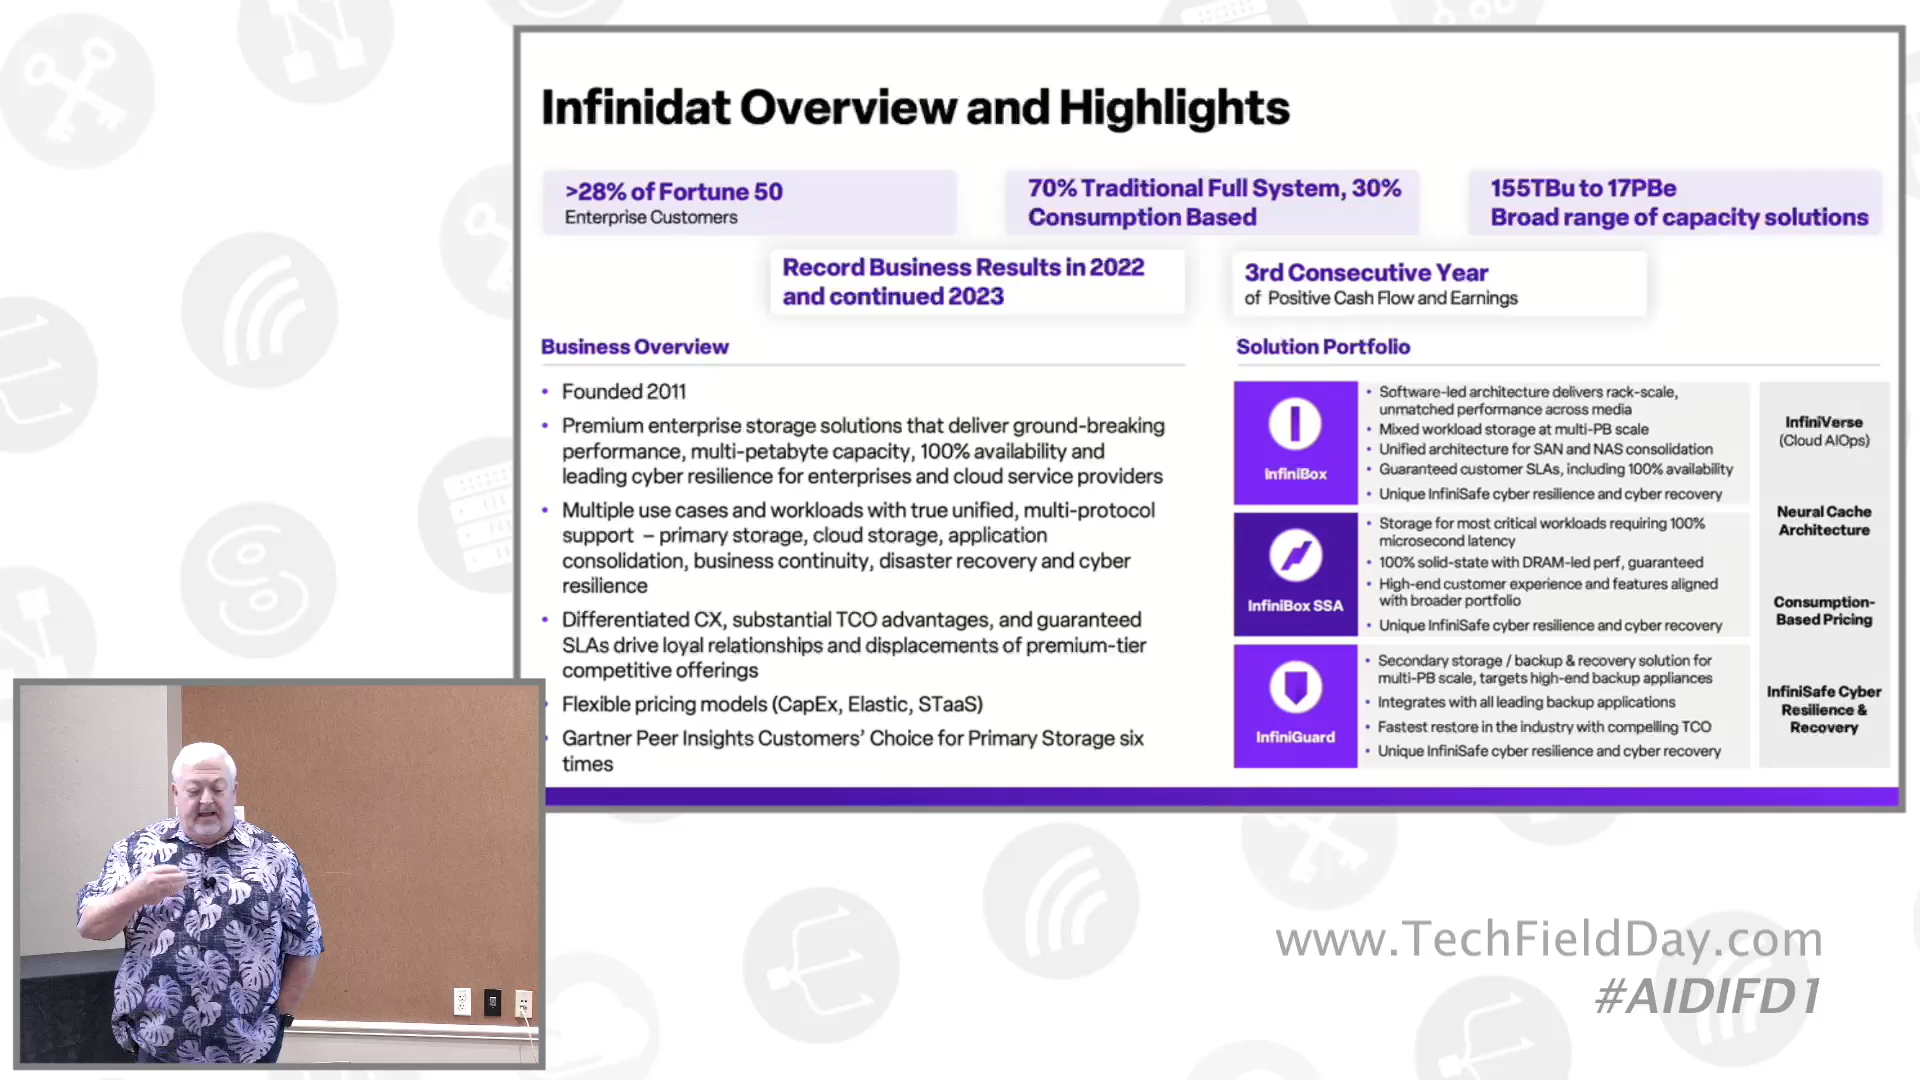 Infinidat Overview and Highlights
>28% of Fortune 50
Enterprise Customers
70% Traditional Full System, 30%
Consumption Based
155TBu to 17PBe
Broad range of capacity solutions
Record Business Results in 2022
and continued 2023
3rd Consecutive Year
of Positive Cash Flow and Earnings
Business Overview
• Founded 2011
• Premium enterprise storage solutions that deliver ground-breaking
performance, multi-petabyte capacity, 100% availability and
leading cyber resilience for enterprises and cloud service providers
• Multiple use cases and workloads with true unified, multi-protocol
support – primary storage, cloud storage, application
consolidation, business continuity, disaster recovery and cyber
resilience
• Differentiated CX, substantial TCO advantages, and guaranteed
SLAs drive loyal relationships and displacements of premium-tier
competitive offerings
• Flexible pricing models (CapEx, Elastic, STaaS)
• Gartner Peer Insights Customers' Choice for Primary Storage six
times
Solution Portfolio
InfiniBox
• Software-led architecture delivers rack-scale,
unmatched performance across media
• Mixed workload storage at multi-PB scale
• Unified architecture for SAN and NAS consolidation
• Guaranteed customer SLAs, including 100% availability
• Unique InfiniSafe cyber resilience and cyber recovery
InfiniBox SSA
• Storage for most critical workloads requiring 100%
microsecond latency
• 100% solid-state with DRAM-led perf, guaranteed
• High-end customer experience and features aligned
with broader portfolio
• Unique InfiniSafe cyber resilience and cyber recovery
InfiniGuard
• Secondary storage / backup & recovery solution for
multi-PB scale, targets high-end backup appliances
• Integrates with all leading backup applications
• Fastest restore in the industry with compelling TCO
• Unique InfiniSafe cyber resilience and cyber recovery
InfiniVerse
(Cloud AIOps)
Neural Cache
Architecture
Consumption-
Based Pricing
InfiniSafe Cyber
Resilience &
Recovery
www.TechFieldDay.com
#AIDIFD1